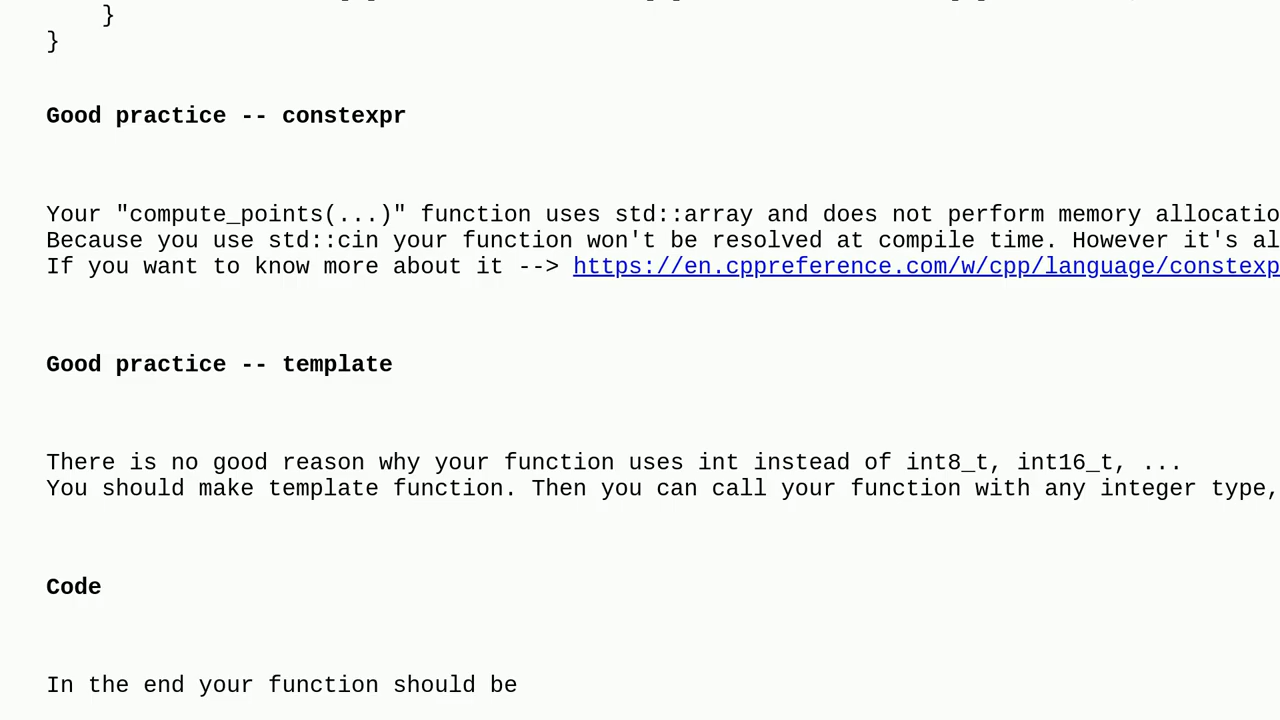 }
}
Good practice -- constexpr
Your "compute_points(...)" function uses std::array and does not perform memory allocatio
Because you use std::cin your function won't be resolved at compile time. However it's al
If you want to know more about it --> https://en.cppreference.com/w/cpp/language/constexp
Good practice -- template
There is no good reason why your function uses int instead of int8_t, int16_t, ...
You should make template function. Then you can call your function with any integer type,
Code
In the end your function should be